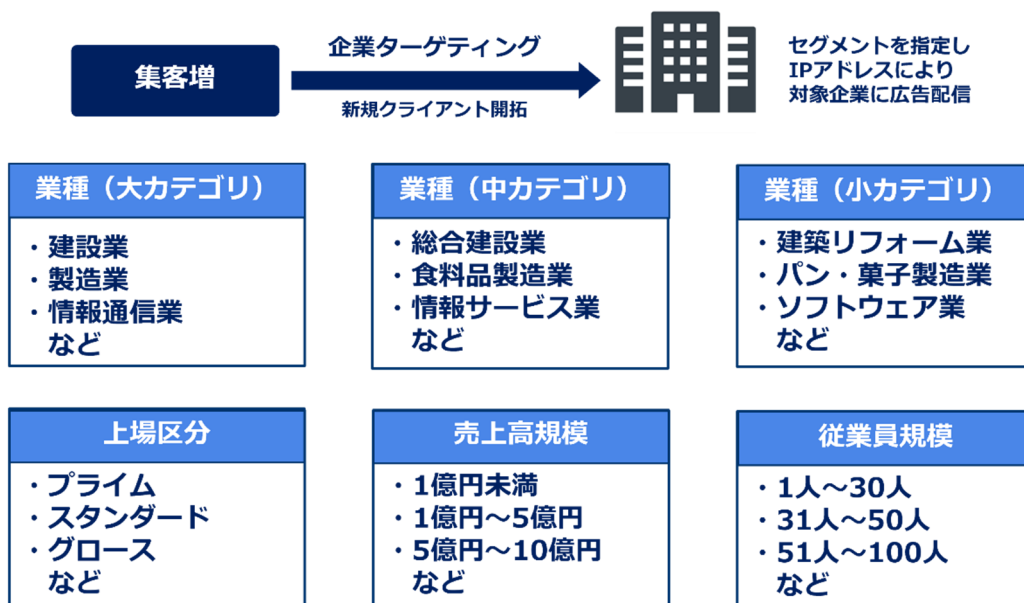 集客増
企業ターゲティング
新規クライアント開拓
セグメントを指定し
IPアドレスにより
対象企業に広告配信
業種（大カテゴリ）
・建設業
・製造業
・情報通信業
など
業種（中カテゴリ）
・総合建設業
・食料品製造業
・情報サービス業
など
業種（小カテゴリ）
・建築リフォーム業
・パン・菓子製造業
・ソフトウェア業
など
上場区分
・プライム
・スタンダード
・グロース
など
売上高規模
・1億円未満
・1億円～5億円
・5億円～10億円
など
従業員規模
・1人～30人
・31人～50人
・51人～100人
など